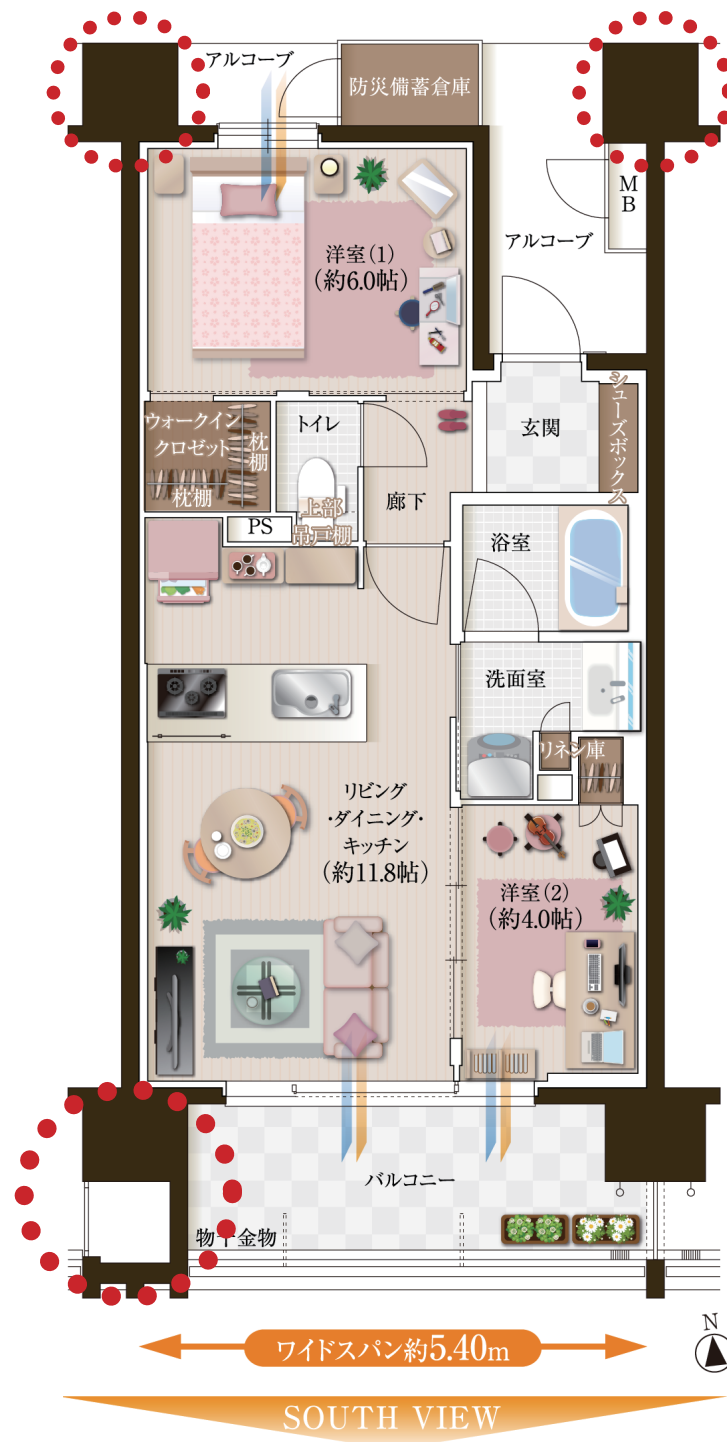 アルコーブ
防災備蓄倉庫
MB
アルコーブ
洋室(1)
(約6.0帖)
シューズボックス
ウォークイン
クロゼット
枕棚
枕棚
トイレ
玄関
廊下
上部
吊戸棚
PS
浴室
洗面室
リネン庫
リビング
・ダイニング・
キッチン
(約11.8帖)
洋室(2)
(約4.0帖)
バルコニー
物干金物
ワイドスパン約5.40m
N
SOUTH VIEW